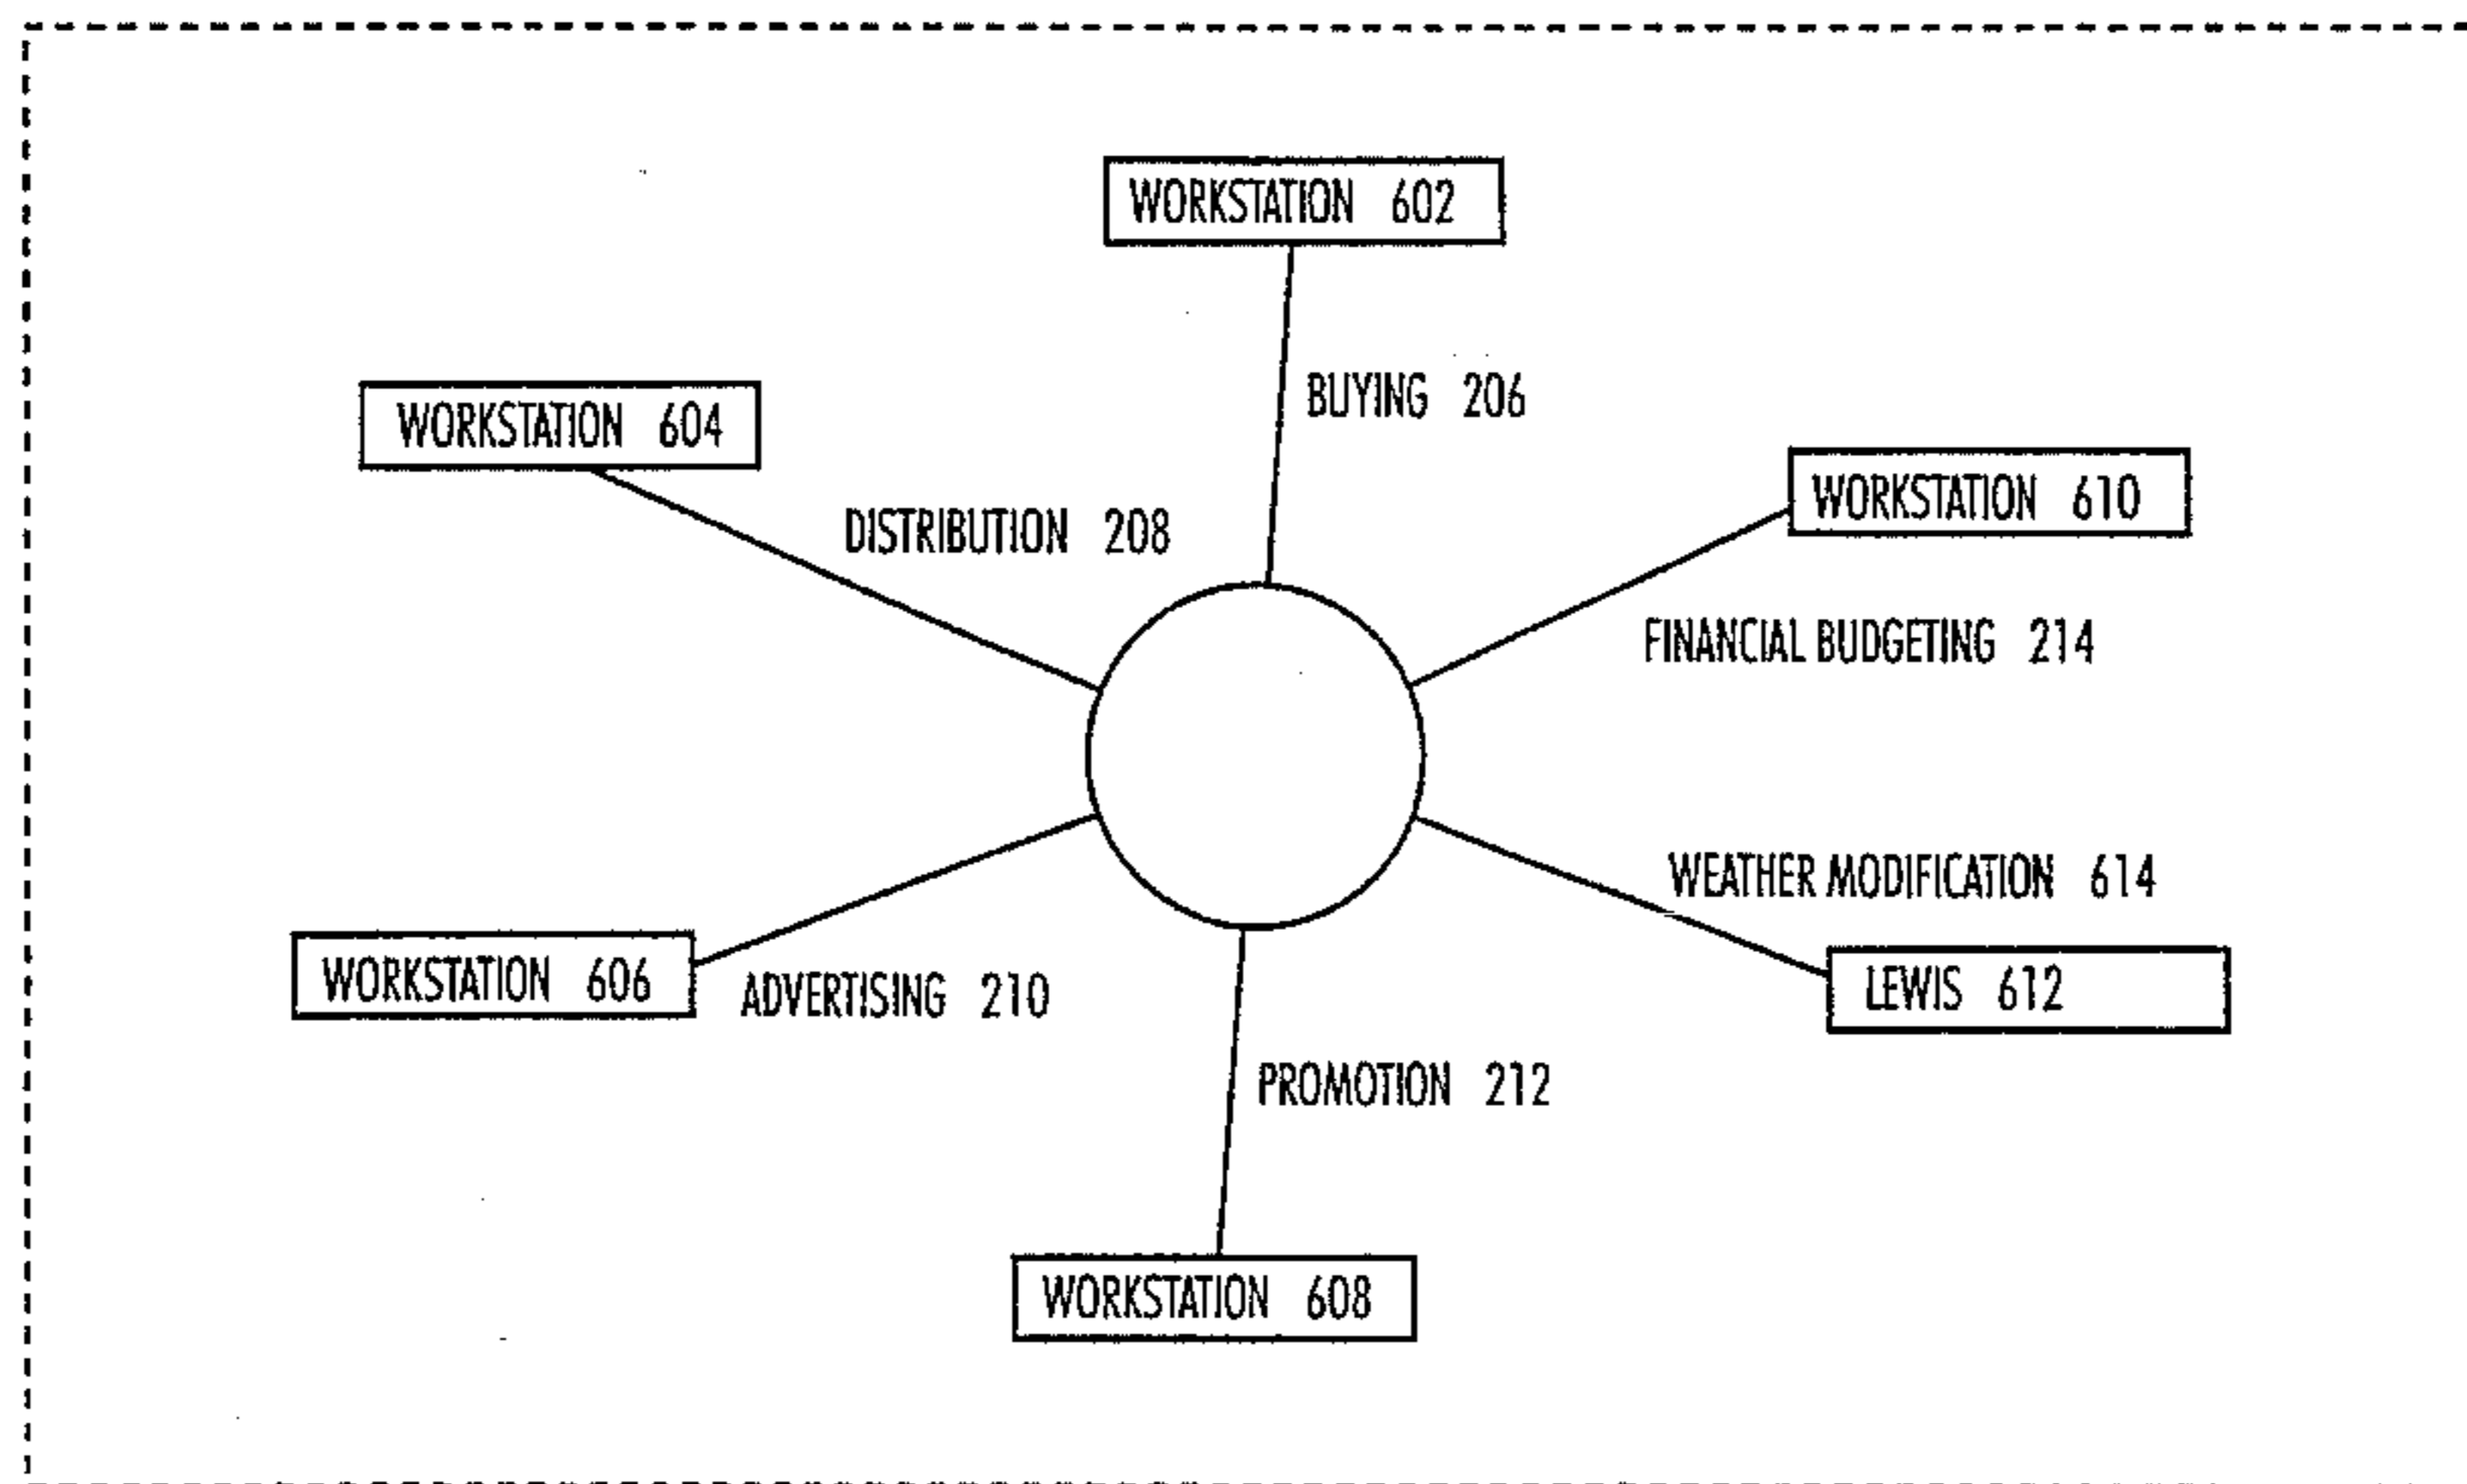 WORKSTATION 602
BUYING 206
WORKSTATION 604
WORKSTATION 610
DISTRIBUTION 208
FINANCIAL BUDGETING 214
WEATHER MODIFICATION 614
WORKSTATION 606
ADVERTISING 210
LEWIS 612
PROMOTION 212
WORKSTATION 608